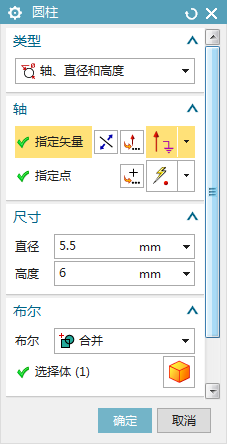 圆柱
类型
轴、直径和高度
轴
指定矢量
指定点
尺寸
直径 5.5 mm
高度 6 mm
布尔
布尔 合并
选择体 (1)
确定 取消